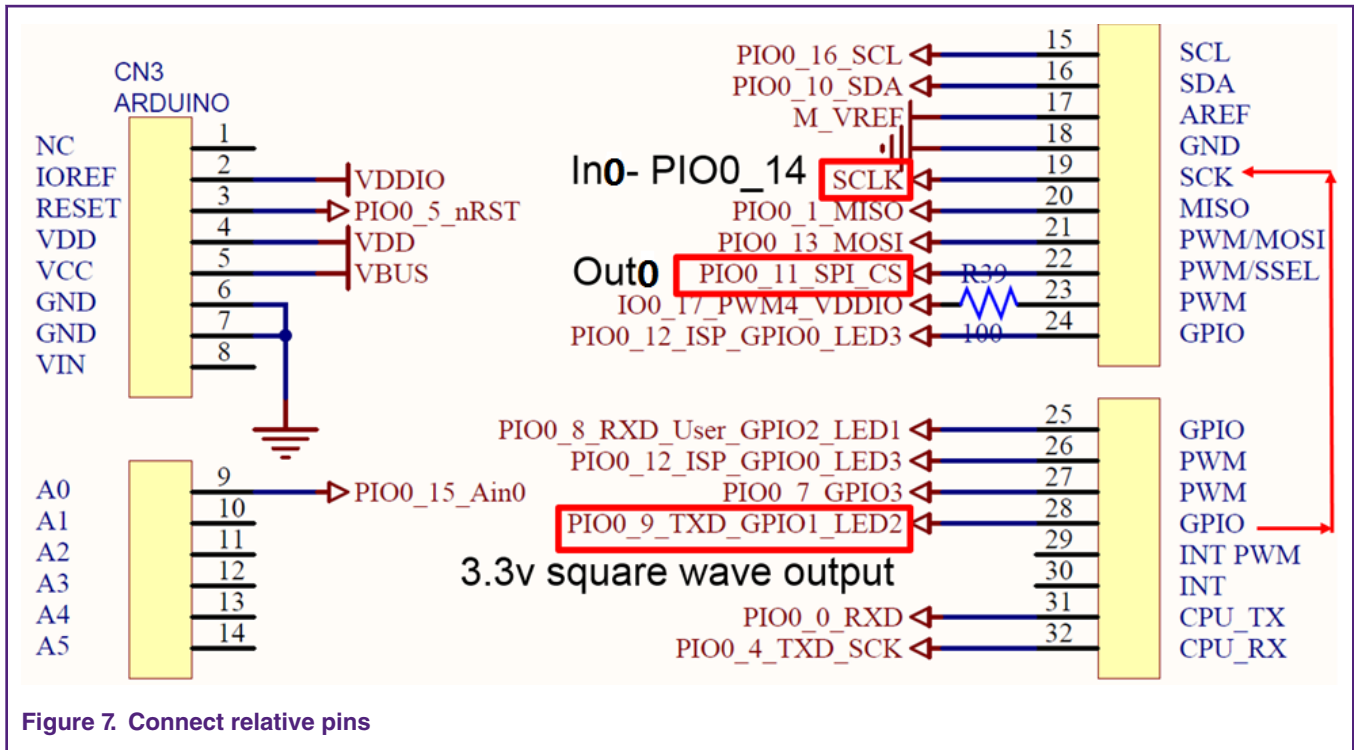 CN3
ARDUINO
NC 1
IOREF 2 VDDIO
RESET 3 PIO0_5_nRST
VDD 4 VDD
VCC 5 VBUS
GND 6
GND 7
VIN 8
A0 9 PIO0_15_Ain0
A1 10
A2 11
A3 12
A4 13
A5 14
PIO0_16_SCL 15 SCL
PIO0_10_SDA 16 SDA
M_VREF 17 AREF
18 GND
In0- PIO0_14 SCLK 19 SCK
PIO0_1_MISO 20 MISO
PIO0_13_MOSI 21 PWM/MOSI
Out0 PIO0_11_SPI_CS 22 PWM/SSEL
IO0_17_PWM4_VDDIO R39 100 23 PWM
PIO0_12_ISP_GPIO0_LED3 24 GPIO
PIO0_8_RXD_User_GPIO2_LED1 25 GPIO
PIO0_12_ISP_GPIO0_LED3 26 PWM
PIO0_7_GPIO3 27 PWM
PIO0_9_TXD_GPIO1_LED2 28 GPIO
29 INT PWM
3.3v square wave output 30 INT
PIO0_0_RXD 31 CPU_TX
PIO0_4_TXD_SCK 32 CPU_RX
Figure 7. Connect relative pins